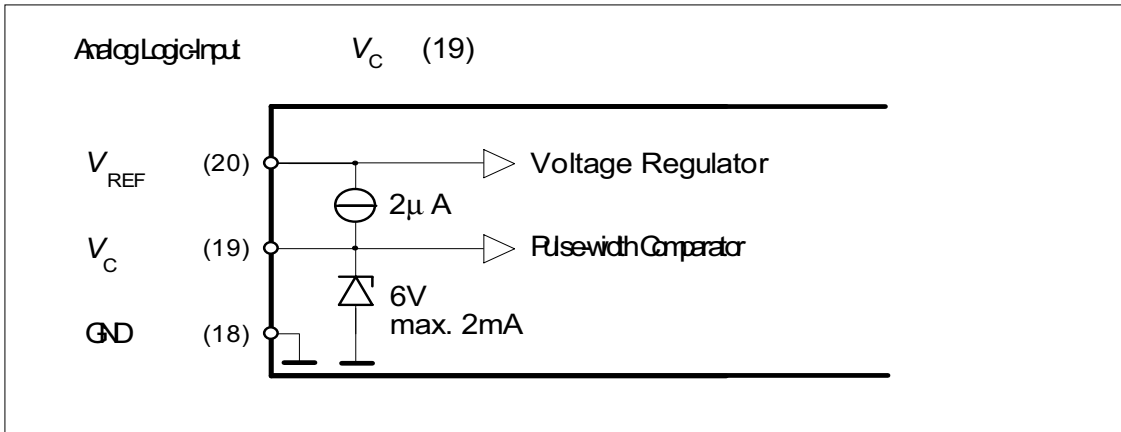 Analog Logic-Input V_C (19)
V_REF (20) Voltage Regulator
2μ A
V_C (19) Pulse-width Comparator
6V
max. 2mA
GND (18)